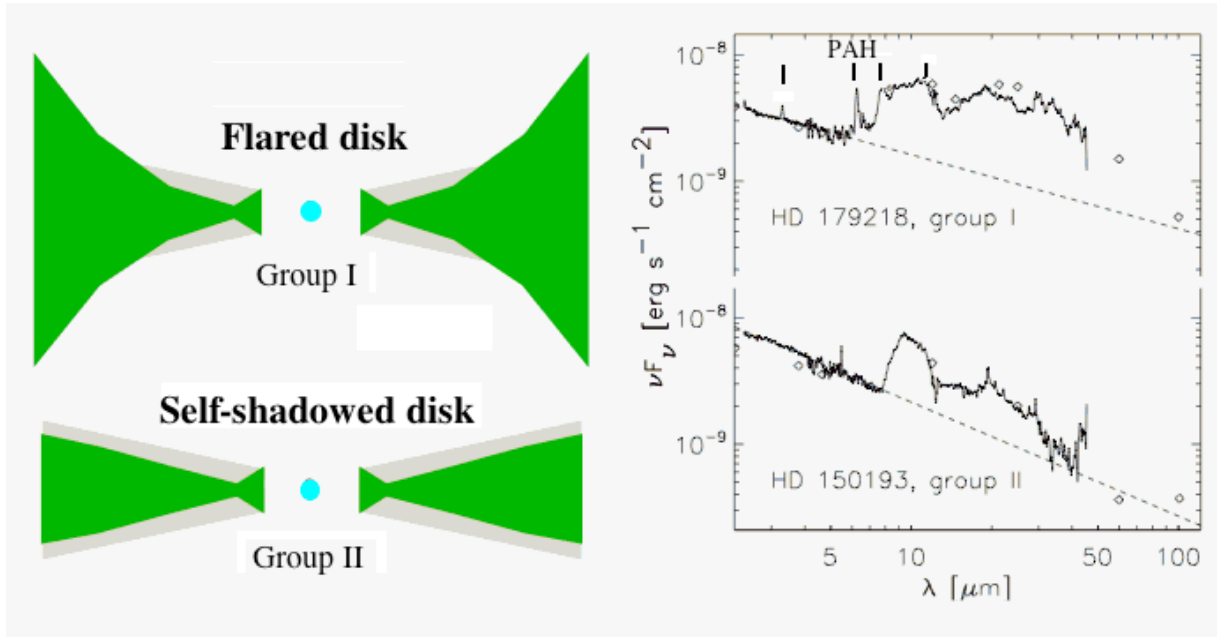 Flared disk
Group I
Self-shadowed disk
Group II
PAH
10⁻⁸
10⁻⁹
HD 179218, group I
10⁻⁸
10⁻⁹
HD 150193, group II
νFν [erg s⁻¹ cm⁻²]
5 10 50 100
λ [μm]